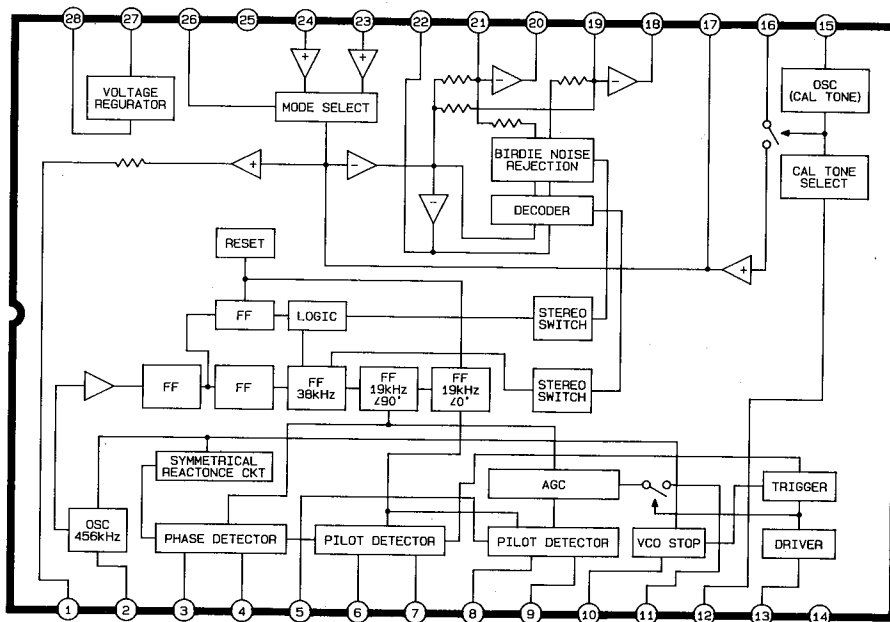 28 27 26 25 24 23 22 21 20 19 18 17 16 15
+ +
VOLTAGE
REGURATOR
MODE SELECT
- -
OSC
(CAL TONE)
+ -
BIRDIE NOISE
REJECTION
CAL TONE
SELECT
-
DECODER
RESET
+
FF
LOGIC
STEREO
SWITCH
FF
FF
FF
38kHz
FF
19kHz
∠90°
FF
19kHz
∠0°
STEREO
SWITCH
SYMMETRICAL
REACTONCE CKT
AGC
TRIGGER
OSC
456kHz
PHASE DETECTOR
PILOT DETECTOR
PILOT DETECTOR
VCO STOP
DRIVER
1 2 3 4 5 6 7 8 9 10 11 12 13 14